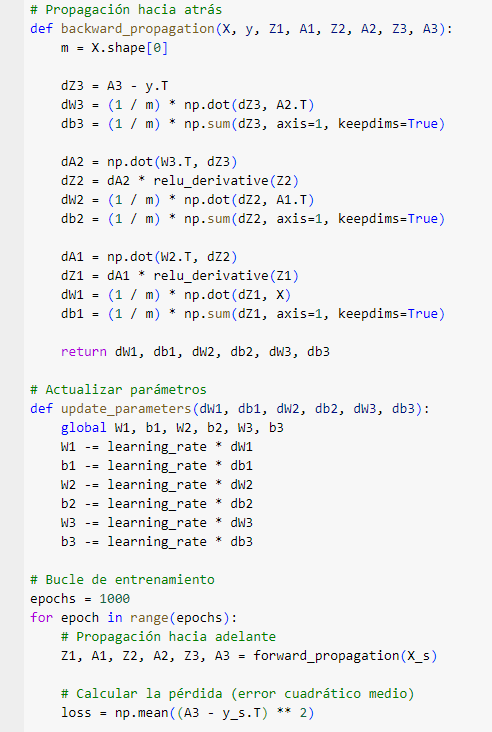 # Propagación hacia atrás
def backward_propagation(X, y, Z1, A1, Z2, A2, Z3, A3):
    m = X.shape[0]

    dZ3 = A3 - y.T
    dW3 = (1 / m) * np.dot(dZ3, A2.T)
    db3 = (1 / m) * np.sum(dZ3, axis=1, keepdims=True)

    dA2 = np.dot(W3.T, dZ3)
    dZ2 = dA2 * relu_derivative(Z2)
    dW2 = (1 / m) * np.dot(dZ2, A1.T)
    db2 = (1 / m) * np.sum(dZ2, axis=1, keepdims=True)

    dA1 = np.dot(W2.T, dZ2)
    dZ1 = dA1 * relu_derivative(Z1)
    dW1 = (1 / m) * np.dot(dZ1, X)
    db1 = (1 / m) * np.sum(dZ1, axis=1, keepdims=True)

    return dW1, db1, dW2, db2, dW3, db3

# Actualizar parámetros
def update_parameters(dW1, db1, dW2, db2, dW3, db3):
    global W1, b1, W2, b2, W3, b3
    W1 -= learning_rate * dW1
    b1 -= learning_rate * db1
    W2 -= learning_rate * dW2
    b2 -= learning_rate * db2
    W3 -= learning_rate * dW3
    b3 -= learning_rate * db3

# Bucle de entrenamiento
epochs = 1000
for epoch in range(epochs):
    # Propagación hacia adelante
    Z1, A1, Z2, A2, Z3, A3 = forward_propagation(X_s)

    # Calcular la pérdida (error cuadrático medio)
    loss = np.mean((A3 - y_s.T) ** 2)